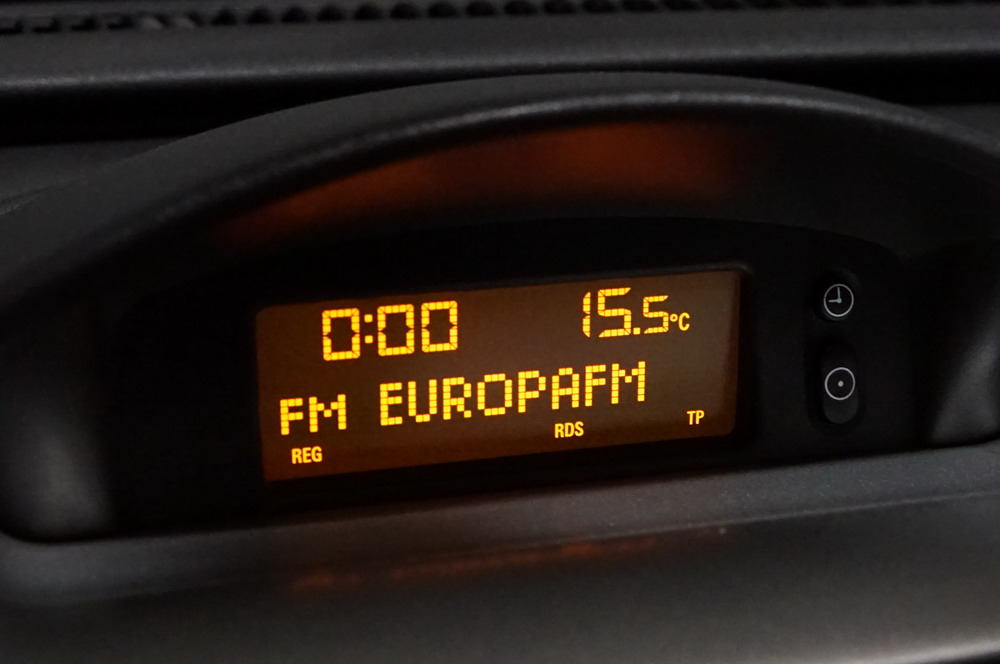 0:00 15.5°C
FM EUROPAFM
REG RDS TP